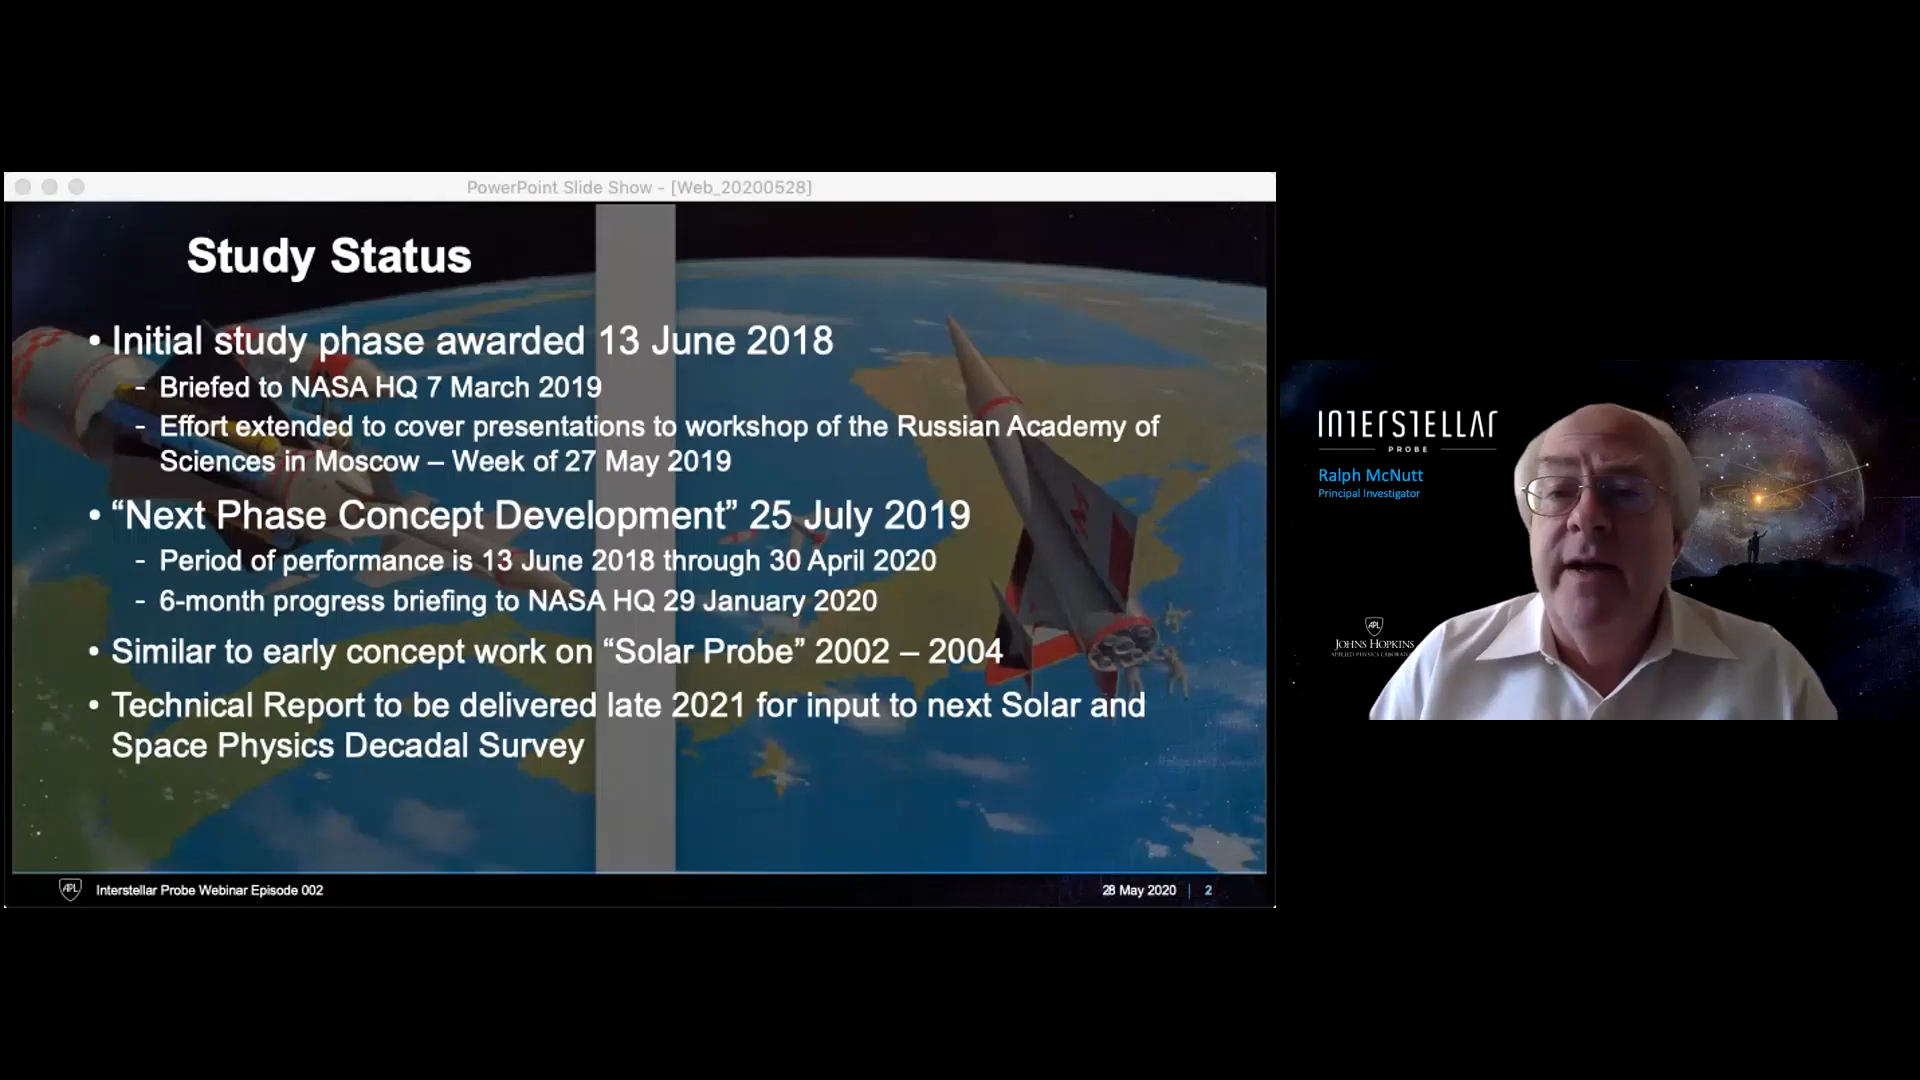 PowerPoint Slide Show - [Web_20200528]
Study Status
• Initial study phase awarded 13 June 2018
- Briefed to NASA HQ 7 March 2019
- Effort extended to cover presentations to workshop of the Russian Academy of
Sciences in Moscow – Week of 27 May 2019
• “Next Phase Concept Development” 25 July 2019
- Period of performance is 13 June 2018 through 30 April 2020
- 6-month progress briefing to NASA HQ 29 January 2020
• Similar to early concept work on “Solar Probe” 2002 – 2004
• Technical Report to be delivered late 2021 for input to next Solar and
Space Physics Decadal Survey
APL Interstellar Probe Webinar Episode 002
28 May 2020 | 2
INTERSTELLAR
PROBE
Ralph McNutt
Principal Investigator
APL
JOHNS HOPKINS
APPLIED PHYSICS